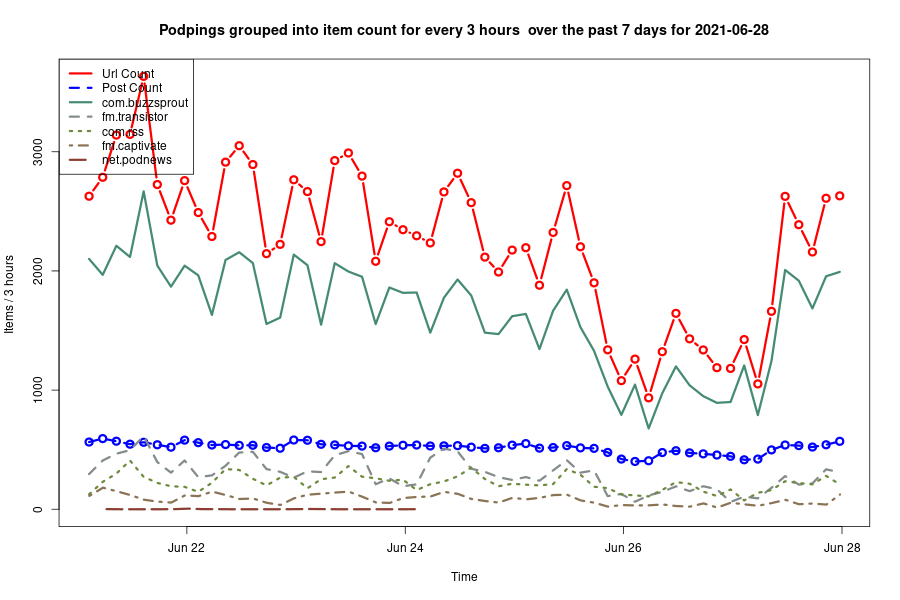 Podpings grouped into item count for every 3 hours  over the past 7 days for 2021-06-28
Url Count
Post Count
com.buzzsprout
fm.transistor
com.rss
fm.captivate
net.podnews
3000
2000
1000
0
Items / 3 hours
Jun 22
Jun 24
Jun 26
Jun 28
Time